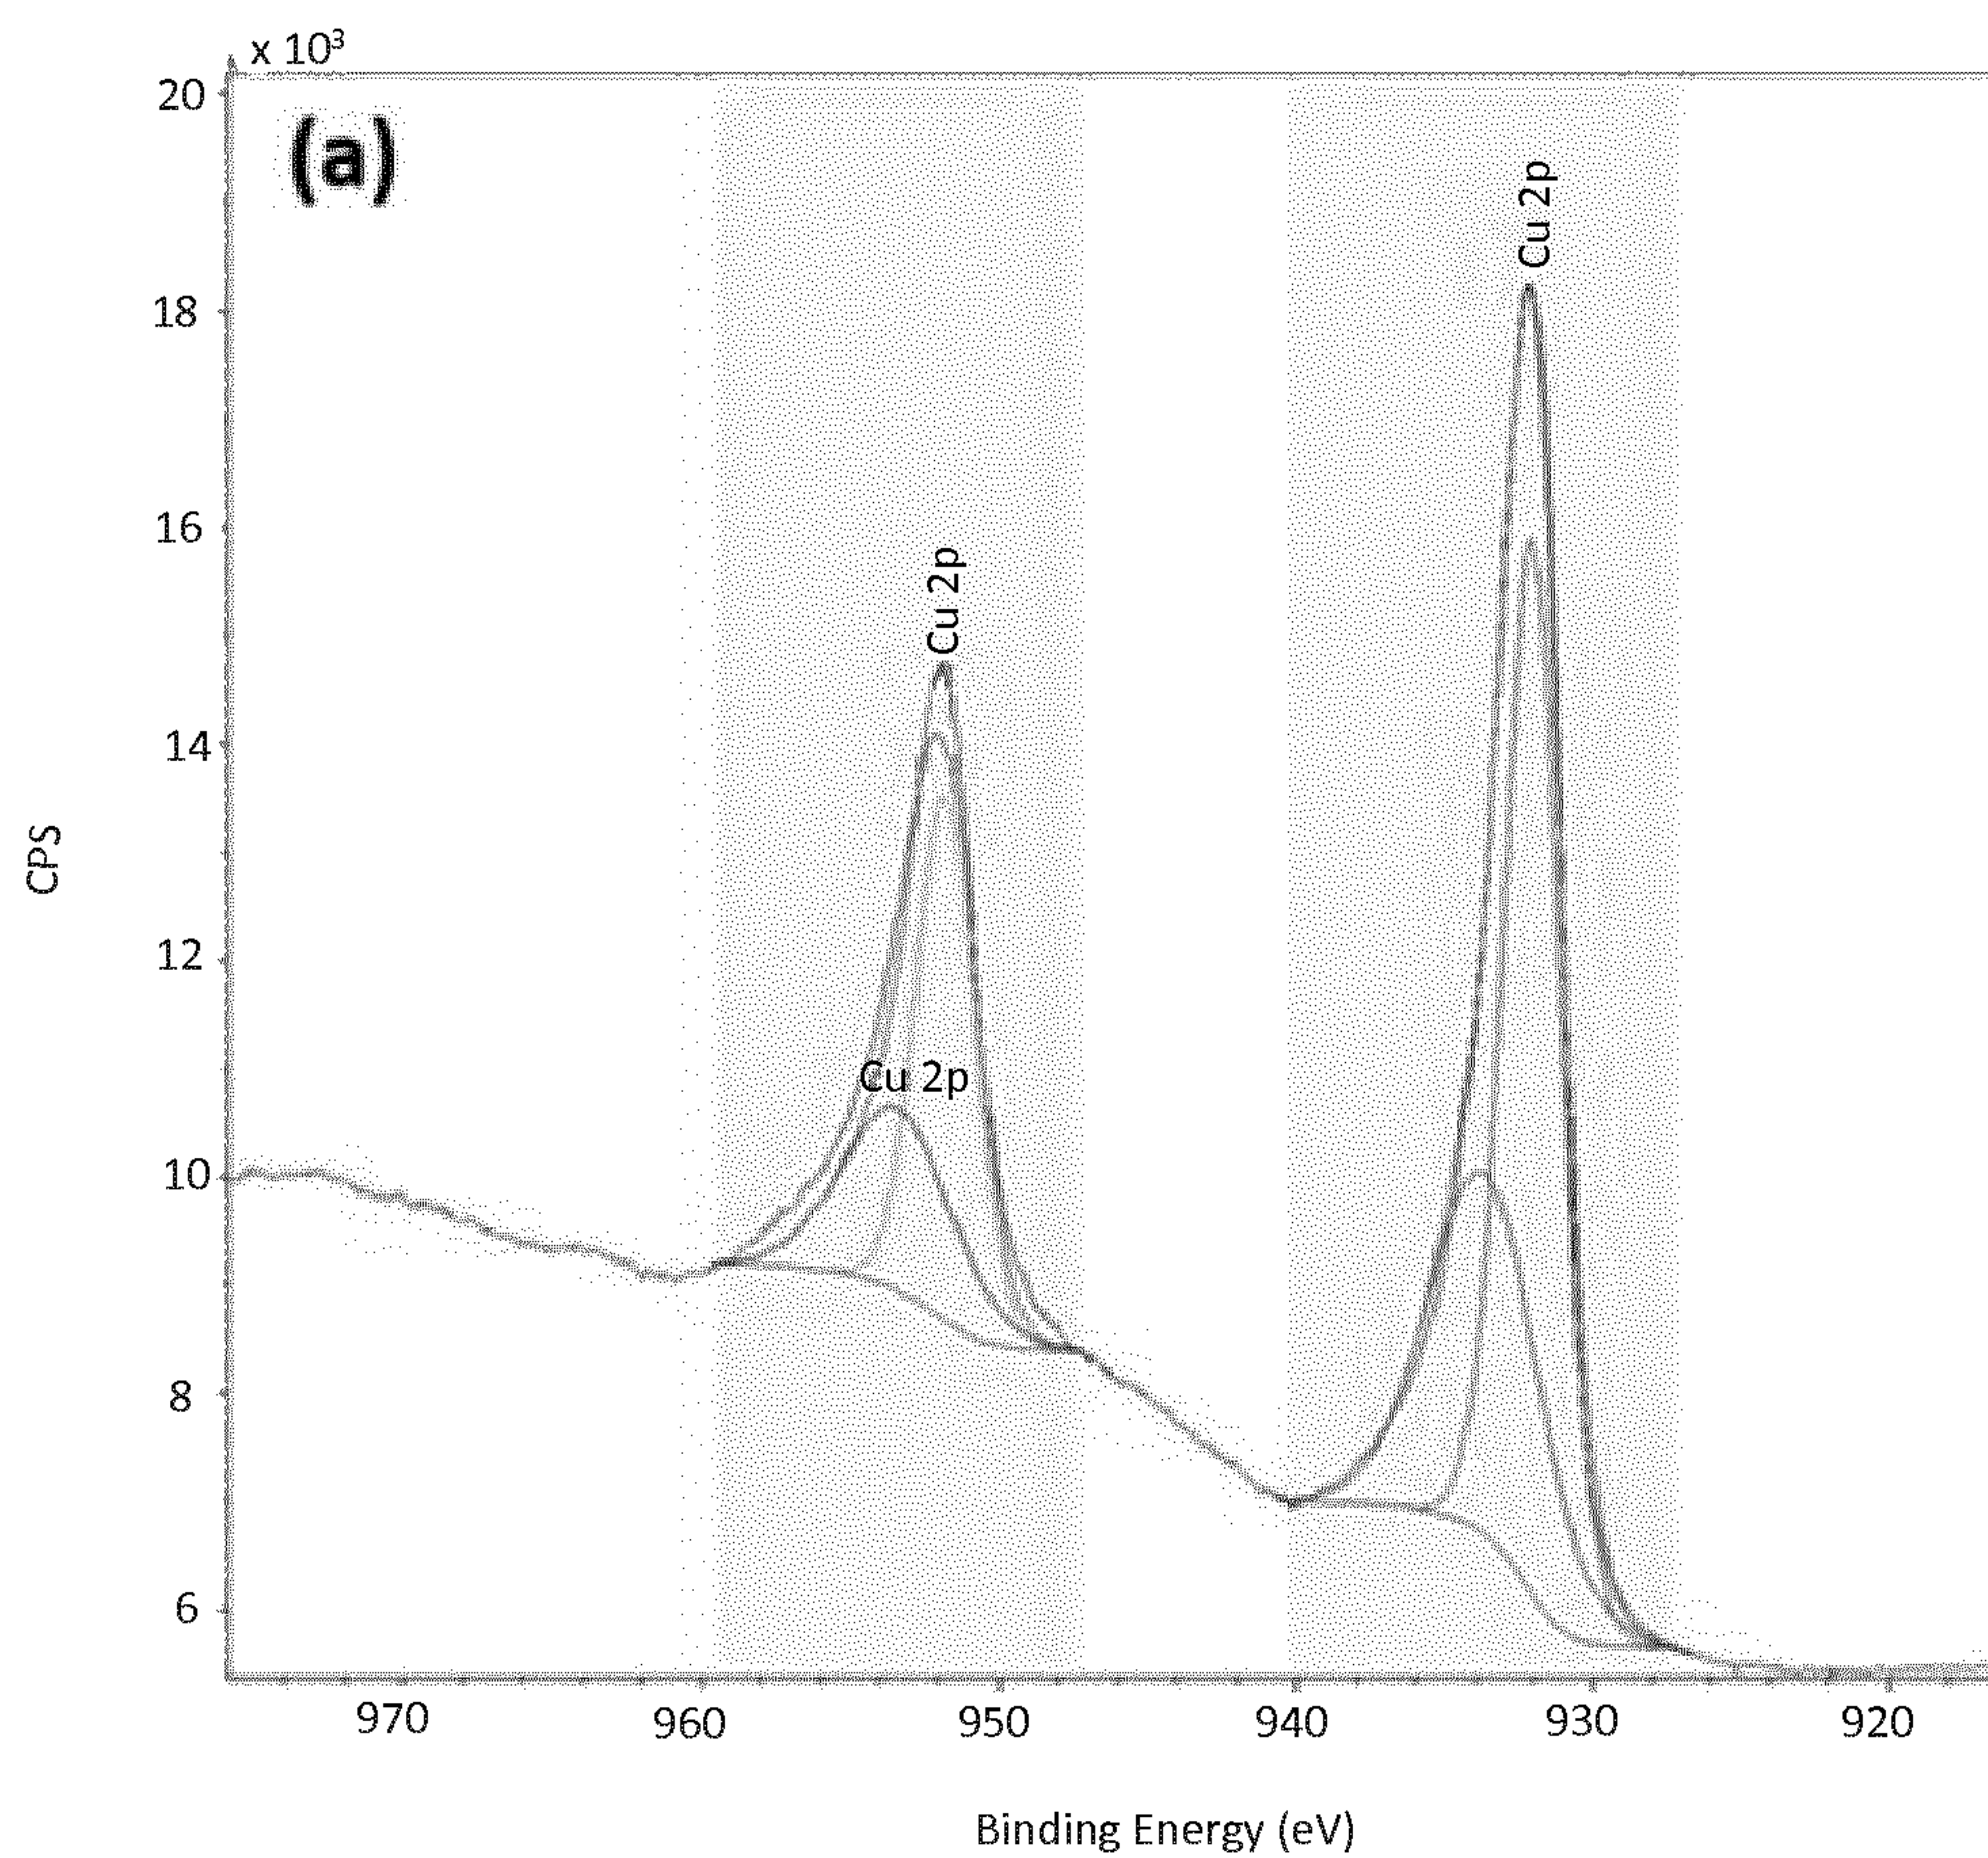 x 10³
20
(a)
Cu 2p
18
16
Cu 2p
14
CPS
12
Cu 2p
10
8
6
970 960 950 940 930 920
Binding Energy (eV)